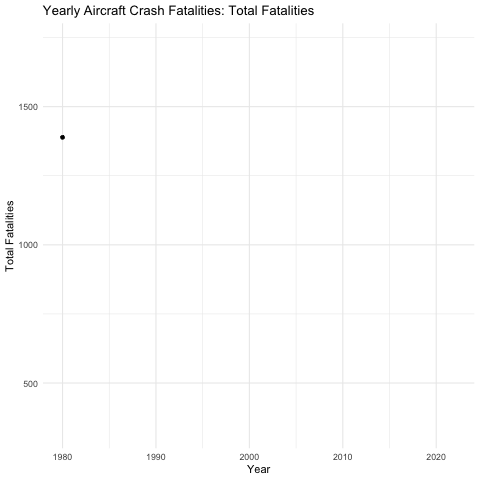 Yearly Aircraft Crash Fatalities: Total Fatalities
1500
1000
500
Total Fatalities
1980 1990 2000 2010 2020
Year